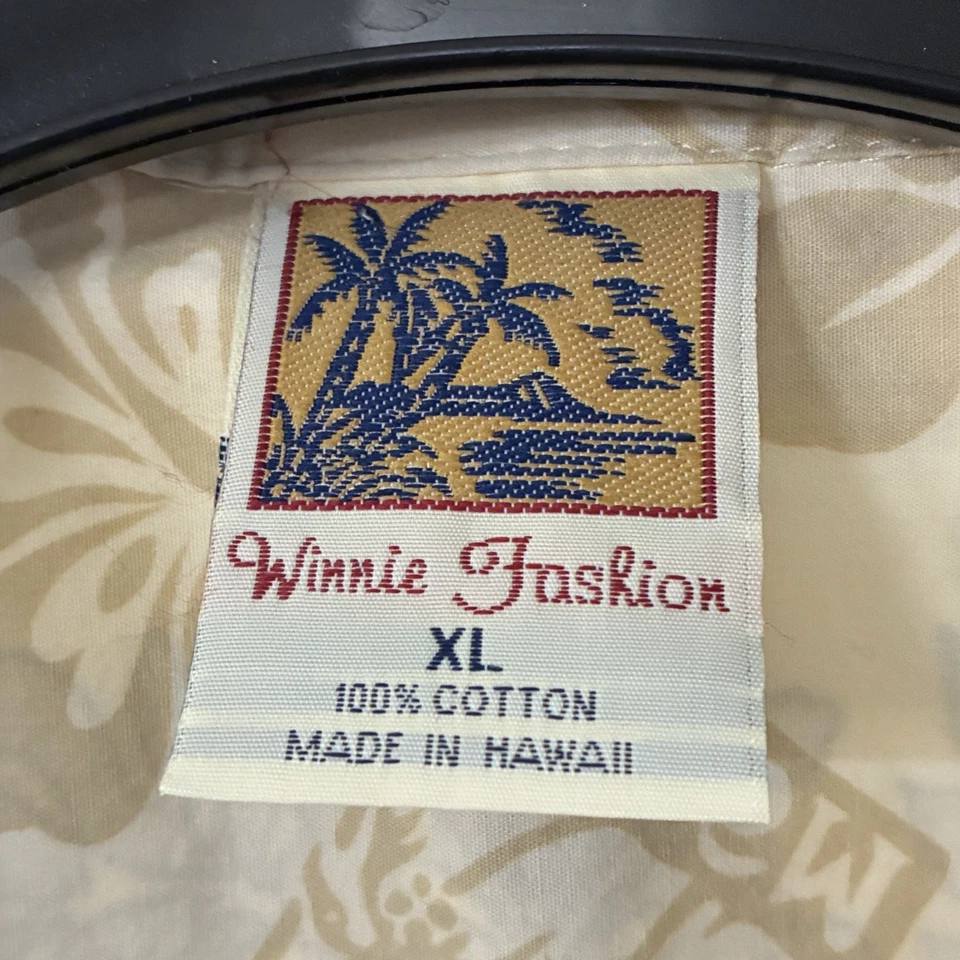 Winnie Fashion
XL
100% COTTON
MADE IN HAWAII